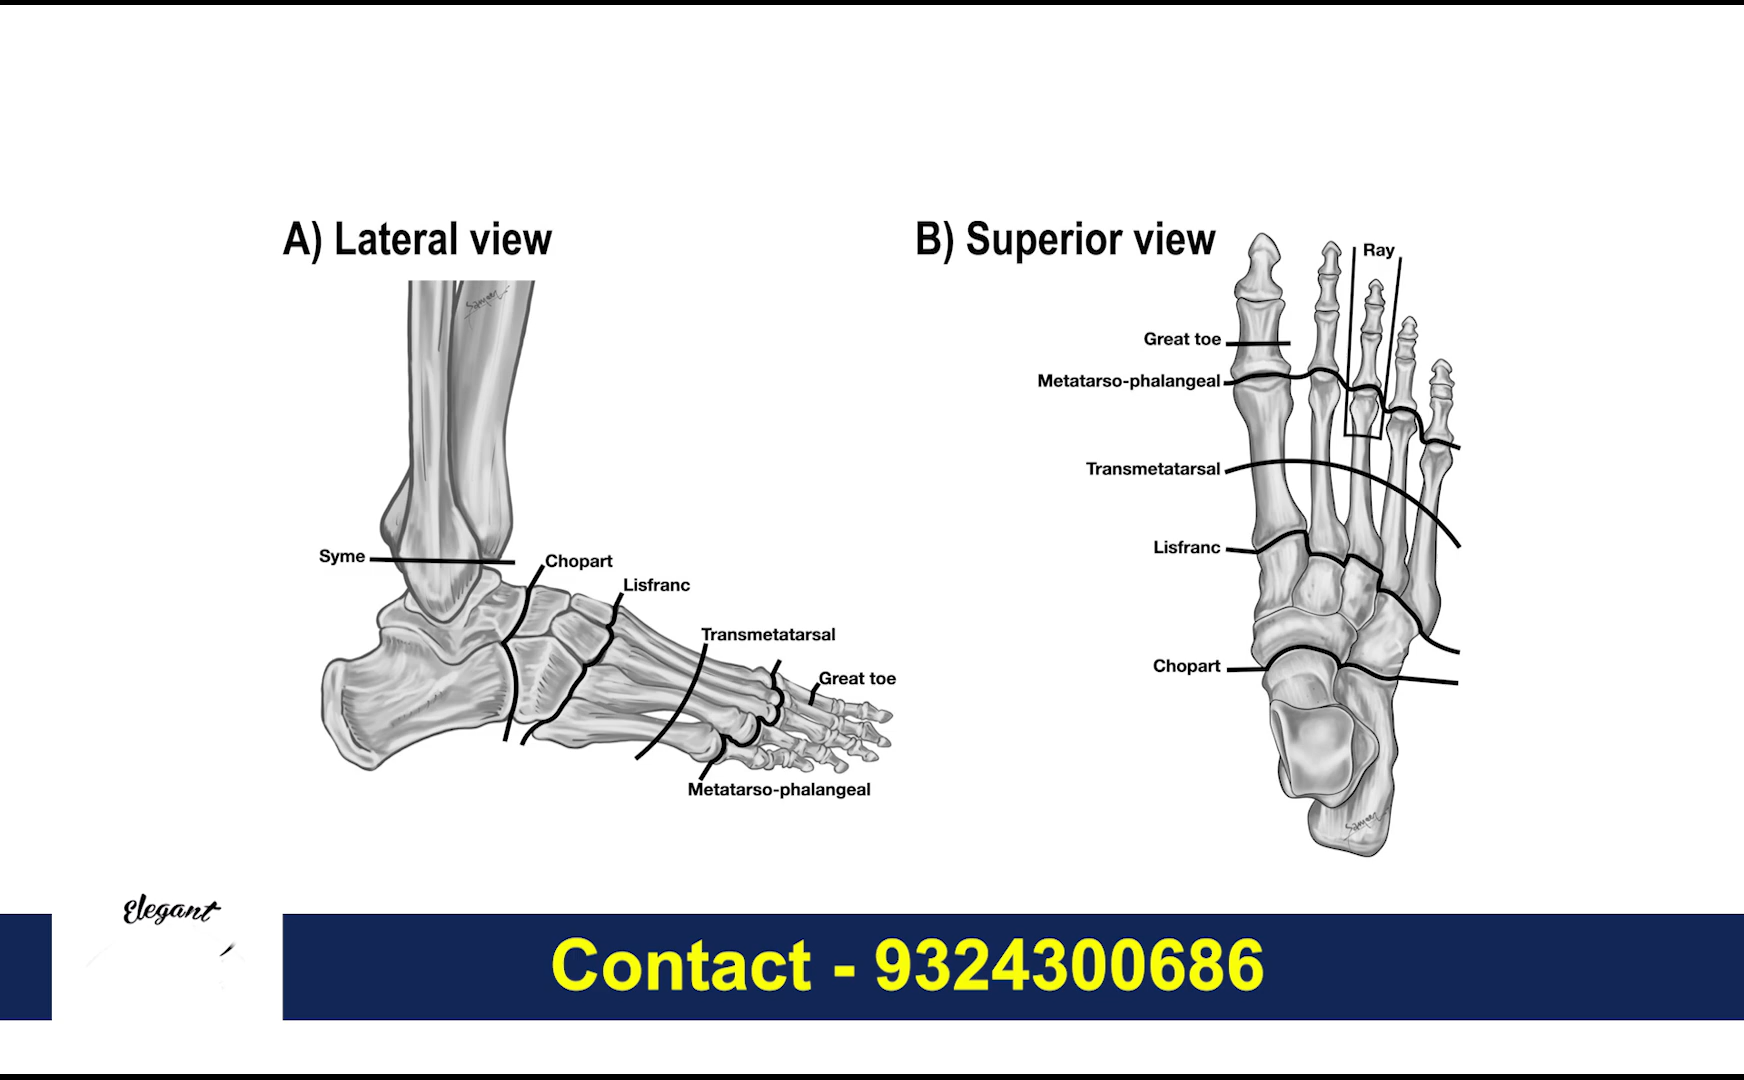 A) Lateral view
Syme
Chopart
Lisfranc
Transmetatarsal
Great toe
Metatarso-phalangeal
B) Superior view
Ray
Great toe
Metatarso-phalangeal
Transmetatarsal
Lisfranc
Chopart
Elegant
Contact - 9324300686